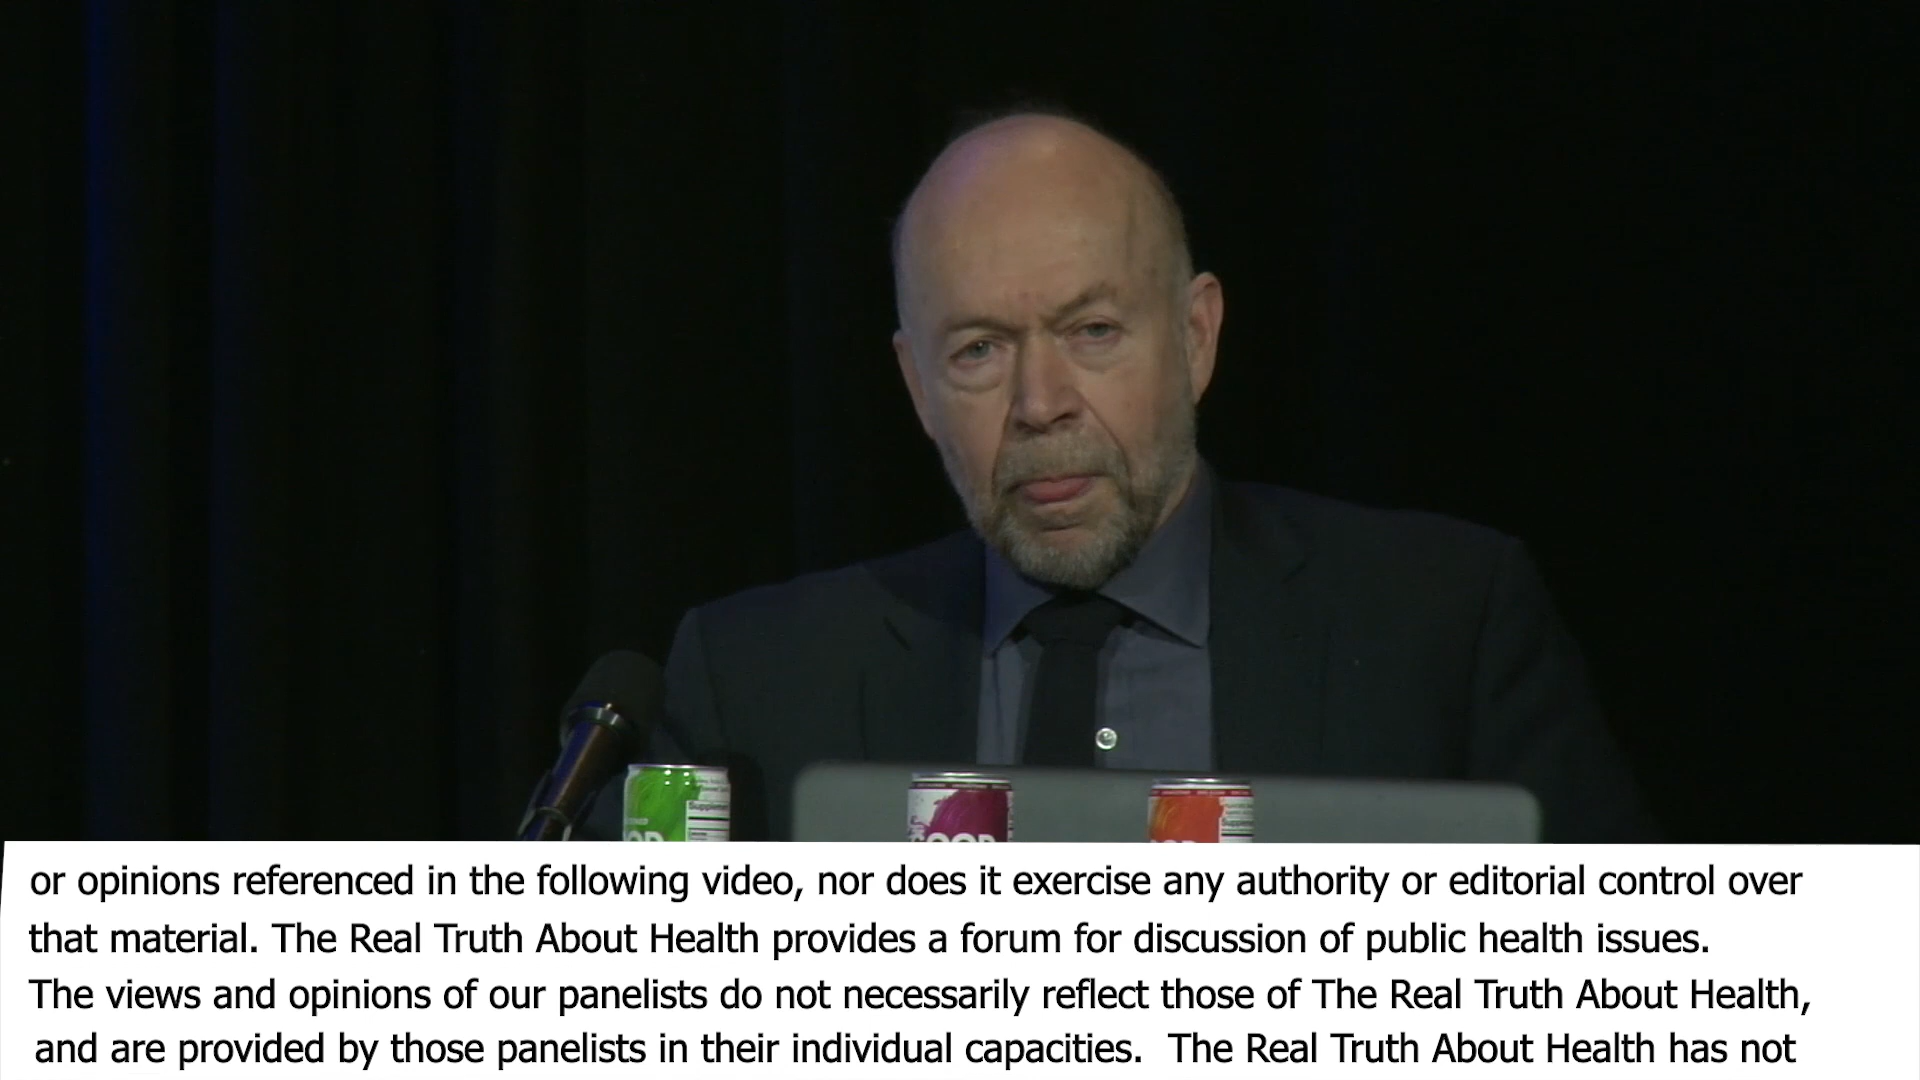 or opinions referenced in the following video, nor does it exercise any authority or editorial control over
that material. The Real Truth About Health provides a forum for discussion of public health issues.
The views and opinions of our panelists do not necessarily reflect those of The Real Truth About Health,
and are provided by those panelists in their individual capacities.  The Real Truth About Health has not